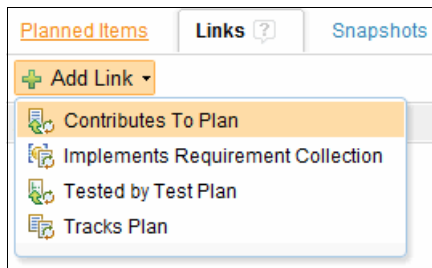 Planned Items Links ? Snapshots
Add Link
Contributes To Plan
Implements Requirement Collection
Tested by Test Plan
Tracks Plan